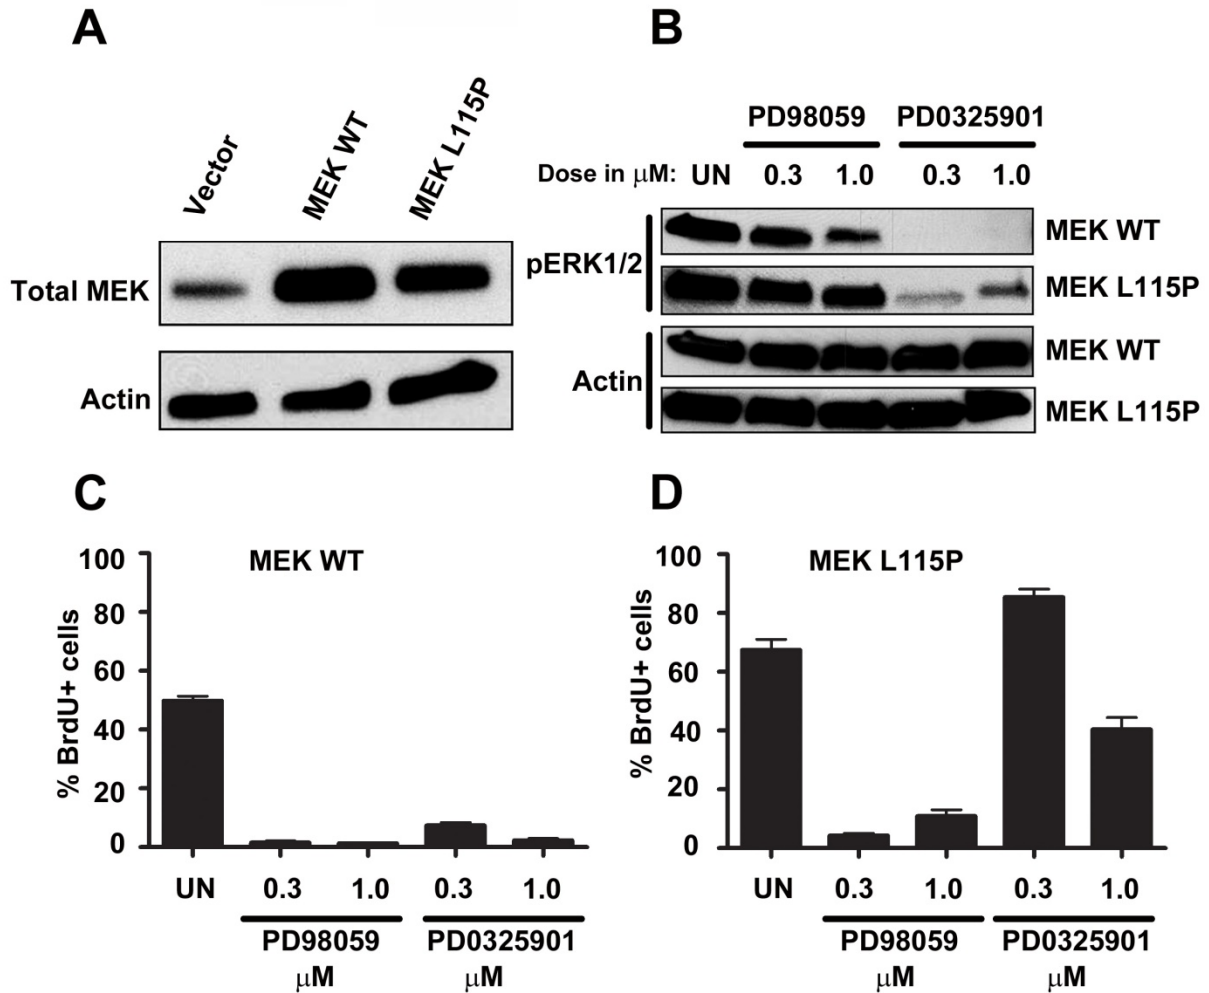 A
Vector
MEK WT
MEK L115P
Total MEK
Actin
B
PD98059 PD0325901
Dose in μM: UN 0.3 1.0 0.3 1.0
pERK1/2
MEK WT
MEK L115P
Actin
MEK WT
MEK L115P
C
MEK WT
% BrdU+ cells
100
80
60
40
20
0
UN 0.3 1.0 0.3 1.0
PD98059 PD0325901
μM μM
D
MEK L115P
% BrdU+ cells
100
80
60
40
20
0
UN 0.3 1.0 0.3 1.0
PD98059 PD0325901
μM μM